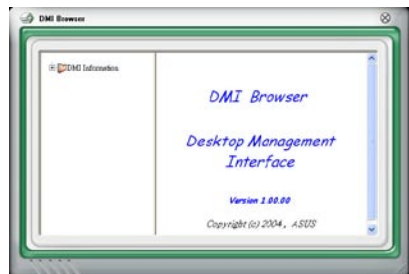 DMI Browser
DMI Information
DMI Browser
Desktop Management
Interface
Version 1.00.00
Copyright (c) 2004, ASUS